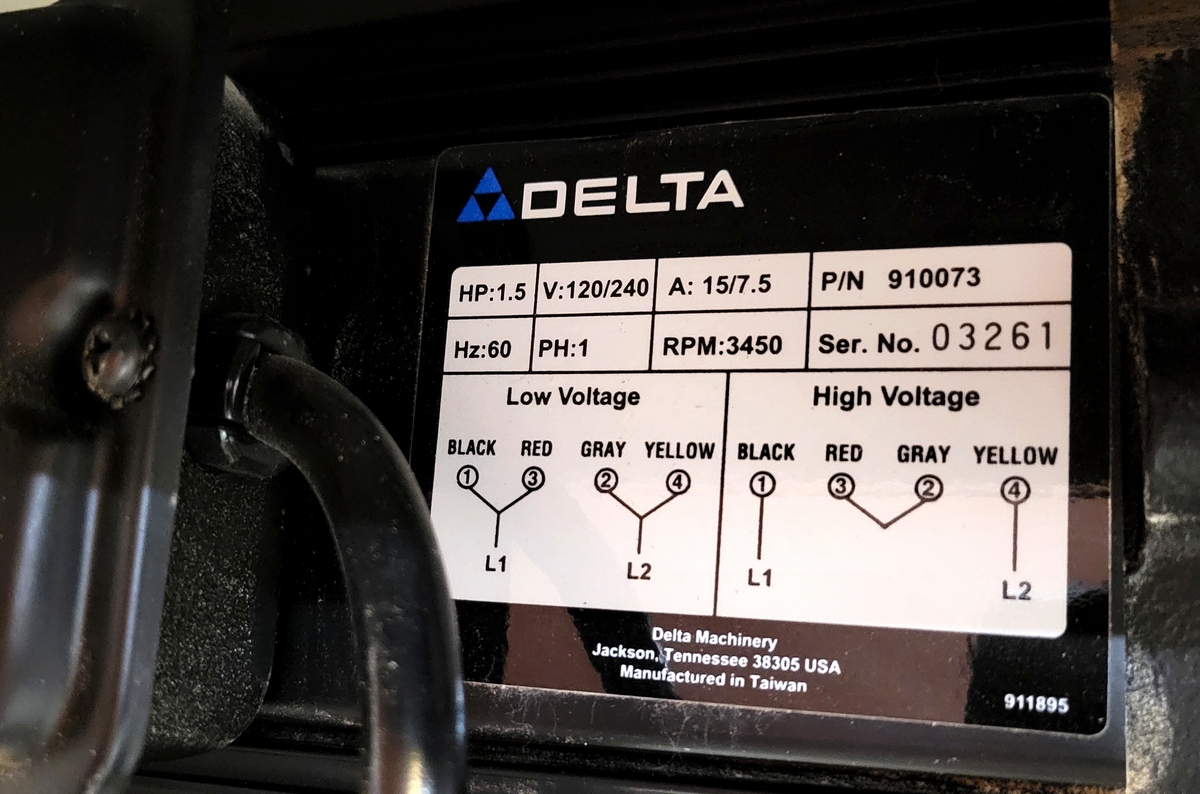 DELTA
HP:1.5 V:120/240 A: 15/7.5 P/N 910073
Hz:60 PH:1 RPM:3450 Ser. No. 03261
Low Voltage High Voltage
BLACK RED GRAY YELLOW BLACK RED GRAY YELLOW
① ③ ② ④ ① ③ ② ④
L1 L2 L1 L2
Delta Machinery
Jackson, Tennessee 38305 USA
Manufactured in Taiwan
911895